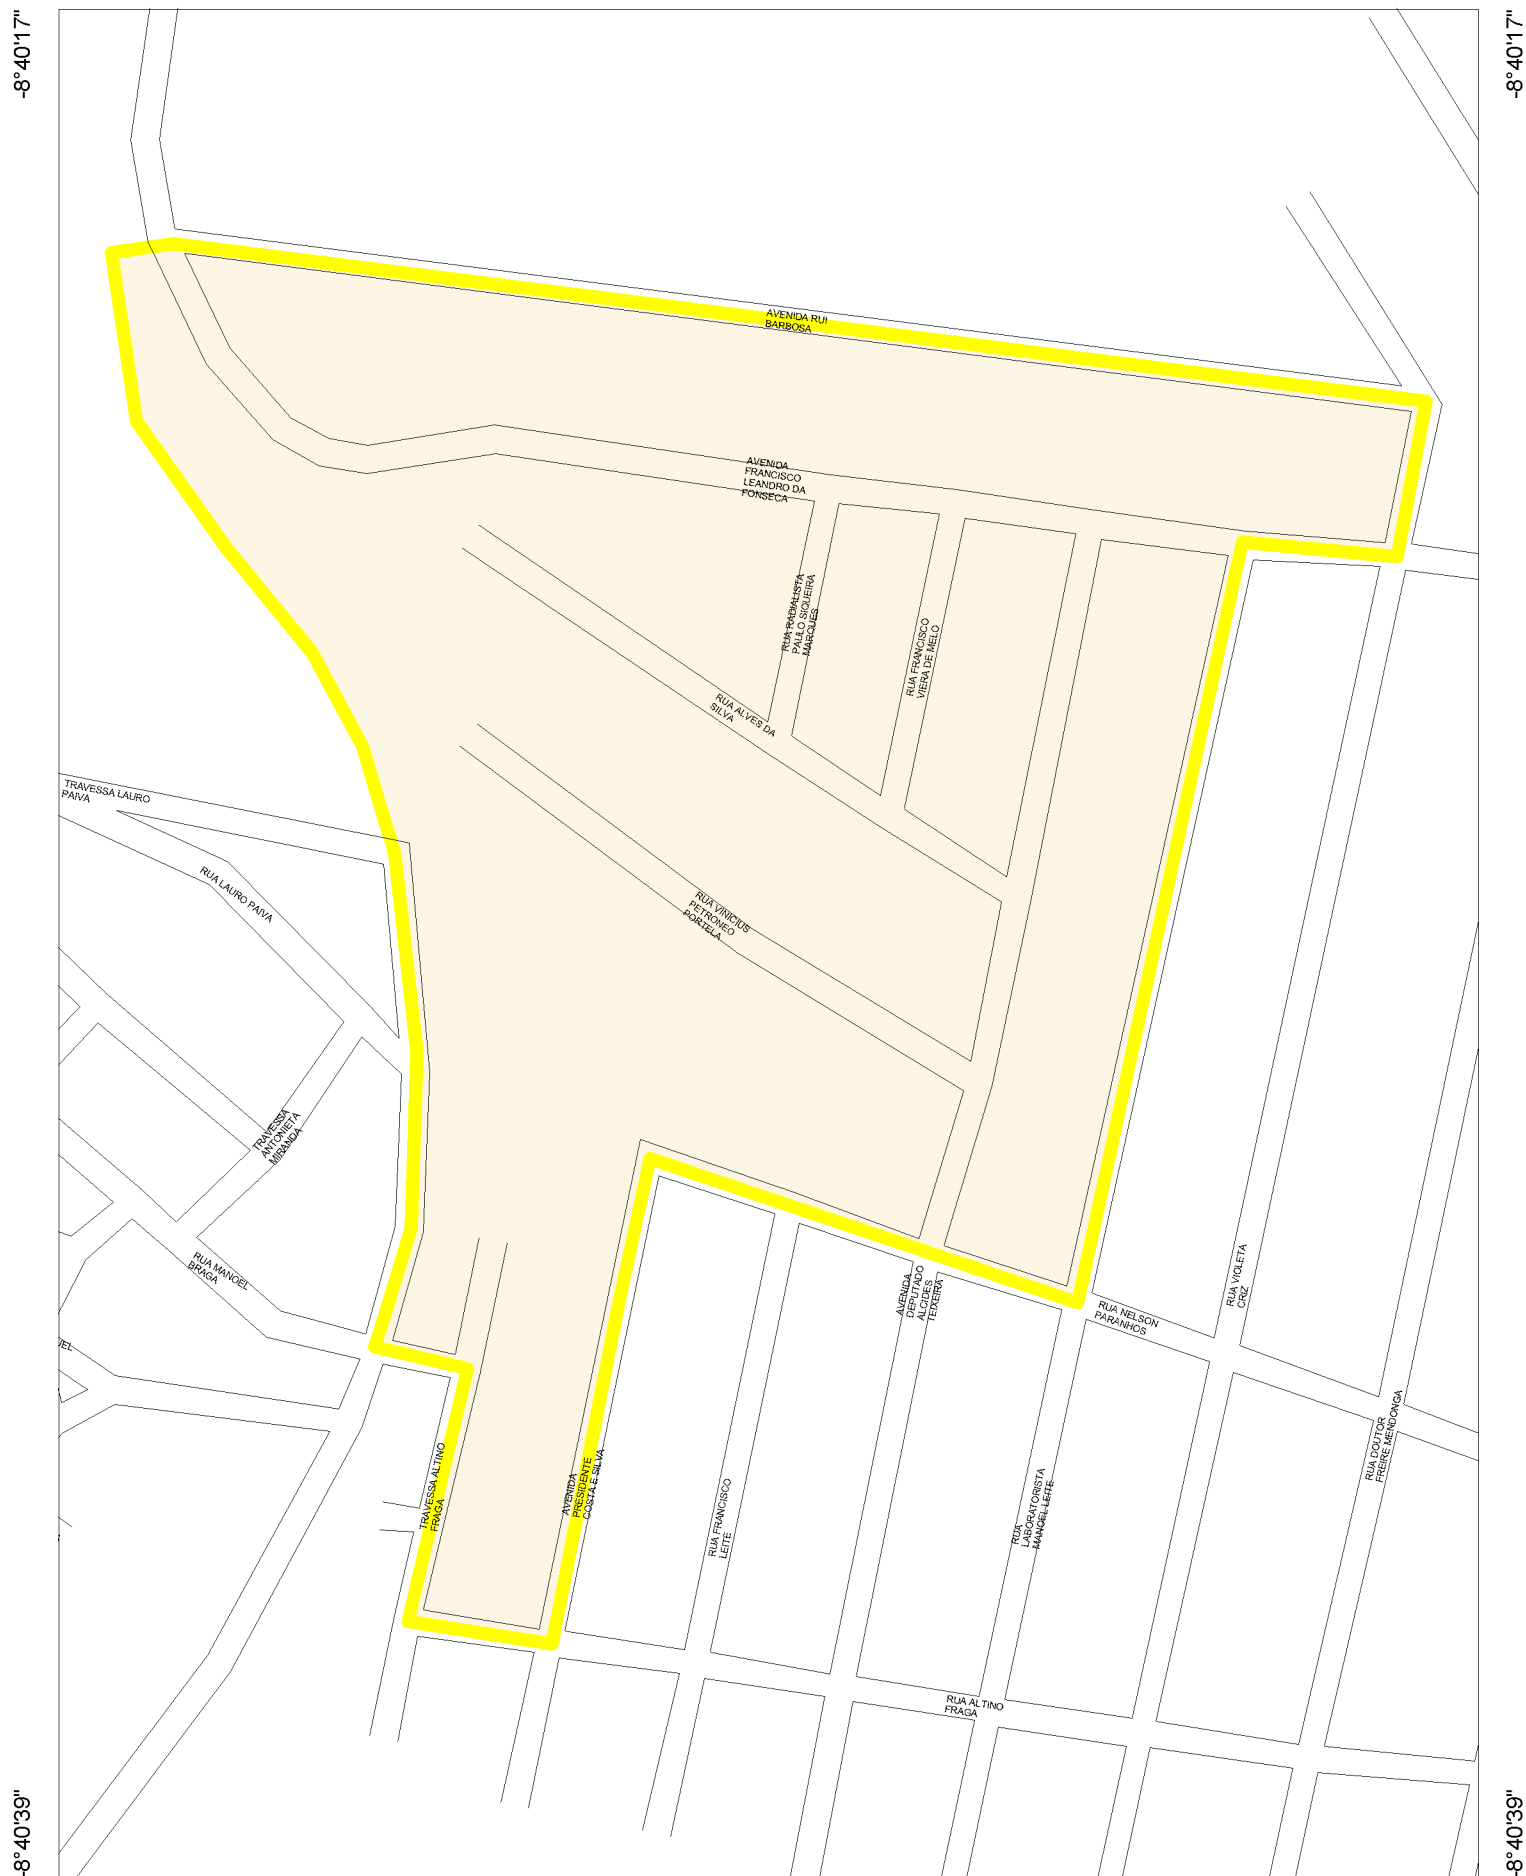 -8°40'17"
-8°40'17"
AVENIDA RUI
BARBOSA
AVENIDA
FRANCISCO
LEANDRO DA
FONSECA
RUA RADIALISTA
PAULO SIQUEIRA
MARQUES
RUA FRANCISCO
VIERA DE MELO
RUA ALVES DA
SILVA
TRAVESSA LAURO
PAIVA
RUA LAURO PAIVA
RUA VINICIUS
PETRONEO
PORTELA
TRAVESSA
ANTONIETA
MIRANDA
RUA MANOEL
BRAGA
AVENIDA
DEPUTADO
ALCIDES
TEIXEIRA
RUA VIOLETA
CRIZ
RUA NELSON
PARANHOS
UEL
RUA DOUTOR
FREIRE MENDONGA
TRAVESSA ALTINO
FRAGA
AVENIDA
PRESIDENTE
COSTA E SILVA
RUA FRANCISCO
LEITE
RUA
LABORATORISTA
MANOEL LEITE
RUA ALTINO
FRAGA
-8°40'39"
-8°40'39"